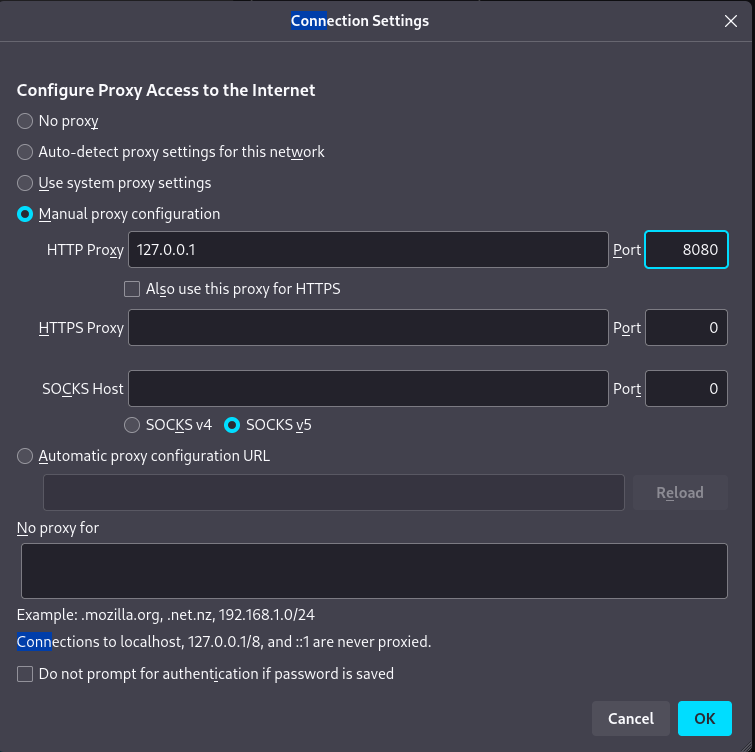 Connection Settings
Configure Proxy Access to the Internet
No proxy
Auto-detect proxy settings for this network
Use system proxy settings
Manual proxy configuration
HTTP Proxy 127.0.0.1 Port 8080
Also use this proxy for HTTPS
HTTPS Proxy Port 0
SOCKS Host Port 0
SOCKS v4 SOCKS v5
Automatic proxy configuration URL
Reload
No proxy for
Example: .mozilla.org, .net.nz, 192.168.1.0/24
Connections to localhost, 127.0.0.1/8, and ::1 are never proxied.
Do not prompt for authentication if password is saved
Cancel OK